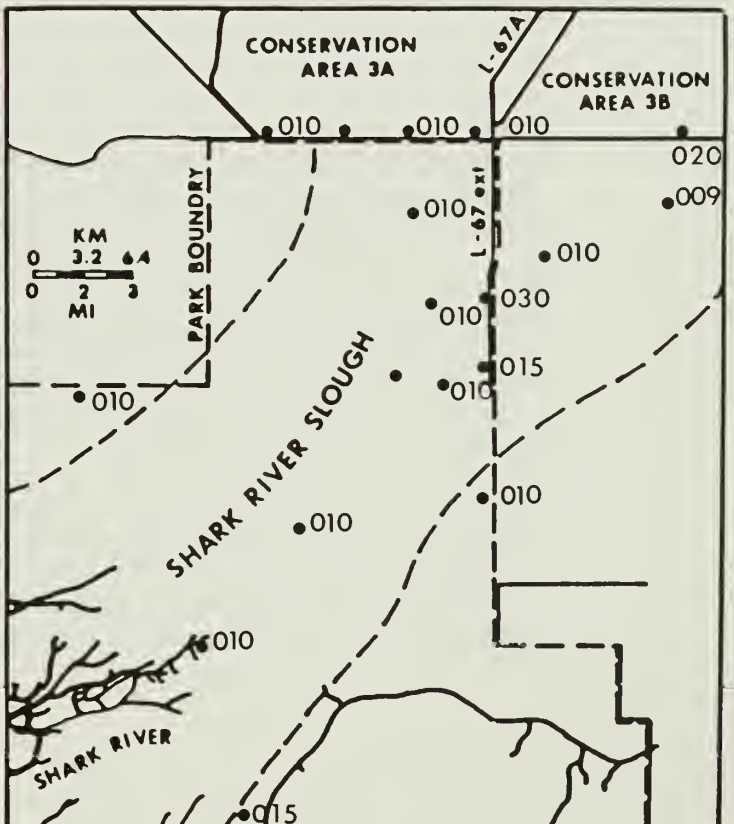 CONSERVATION
AREA 3A
L-67A
CONSERVATION
AREA 3B
010
010
010
020
009
PARK BOUNDRY
L-67 ext
010
010
KM
0 3.2 6.4
0 2 3
MI
030
010
015
010
010
SHARK RIVER SLOUGH
010
010
010
SHARK RIVER
015